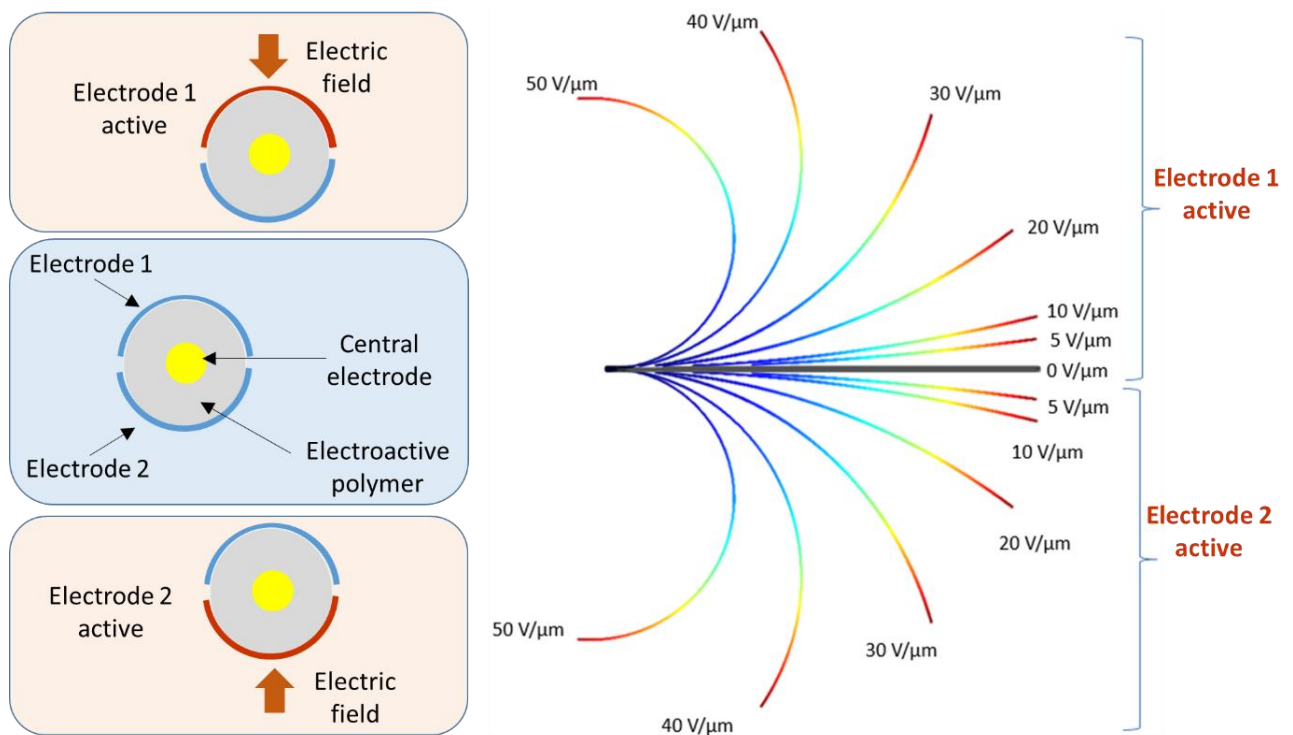 Electric
field
Electrode 1
active
Electrode 1
Central
electrode
Electrode 2
Electroactive
polymer
Electrode 2
active
Electric
field
40 V/μm
50 V/μm
30 V/μm
20 V/μm
10 V/μm
5 V/μm
0 V/μm
5 V/μm
10 V/μm
20 V/μm
30 V/μm
50 V/μm
40 V/μm
Electrode 1
active
Electrode 2
active